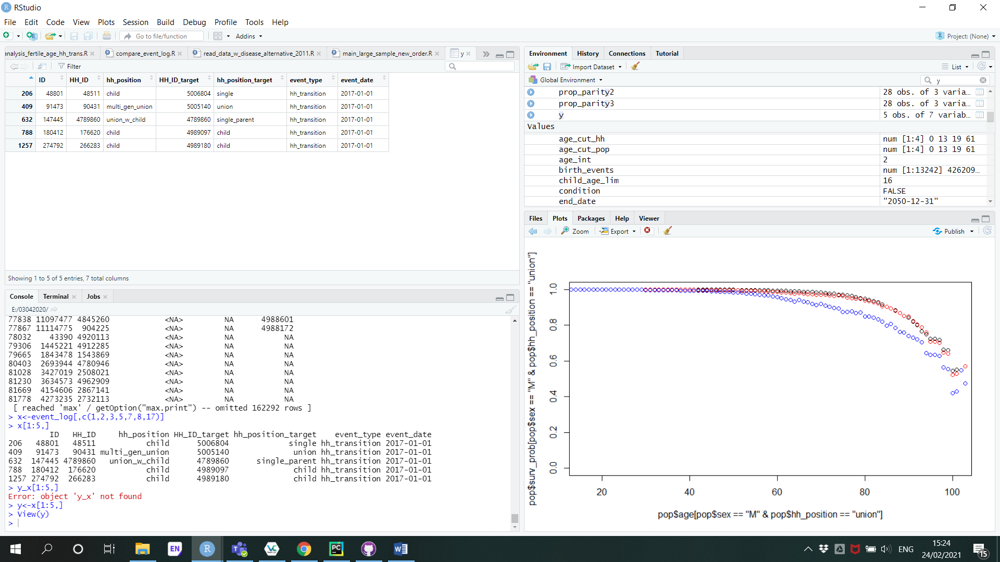 RStudio
File Edit Code View Plots Session Build Debug Profile Tools Help
Go to file/function Addins Project: (None)
analysis_fertile_age_hh_trans.R compare_event_log.R read_data_w_disease_alternative_2011.R main_large_sample_new_order.R y
Filter
ID HH_ID hh_position HH_ID_target hh_position_target event_type event_date
206 48801 48511 child 5006804 single hh_transition 2017-01-01
409 91473 90431 multi_gen_union 5005140 union hh_transition 2017-01-01
632 147445 4789860 union_w_child 4789860 single_parent hh_transition 2017-01-01
788 180412 176620 child 4989097 child hh_transition 2017-01-01
1257 274792 266283 child 4989180 child hh_transition 2017-01-01
Showing 1 to 5 of 5 entries, 7 total columns
Console Terminal Jobs
E:/03042020/
77838 11097477 4845260 <NA> NA 4988601
77867 11114775 904225 <NA> NA 4988172
78032 43390 4920113 <NA> NA NA
79306 1445221 4912285 <NA> NA NA
79665 1843478 1543869 <NA> NA NA
80403 2693944 4780946 <NA> NA NA
81028 3427019 2508021 <NA> NA NA
81230 3634573 4962909 <NA> NA NA
81669 4154606 2867141 <NA> NA NA
81778 4273235 2732113 <NA> NA NA
[ reached 'max' / getOption("max.print") -- omitted 162292 rows ]
> x<-event_log[,c(1,2,3,5,7,8,17)]
> x[1:5,]
ID HH_ID hh_position HH_ID_target hh_position_target event_type event_date
206 48801 48511 child 5006804 single hh_transition 2017-01-01
409 91473 90431 multi_gen_union 5005140 union hh_transition 2017-01-01
632 147445 4789860 union_w_child 4789860 single_parent hh_transition 2017-01-01
788 180412 176620 child 4989097 child hh_transition 2017-01-01
1257 274792 266283 child 4989180 child hh_transition 2017-01-01
> y_x[1:5,]
Error: object 'y_x' not found
> y<-x[1:5,]
> View(y)
>
Environment History Connections Tutorial
Import Dataset List
Global Environment y
prop_parity2 28 obs. of 3 varia…
prop_parity3 28 obs. of 3 varia…
y 5 obs. of 7 variab…
Values
age_cut_hh num [1:4] 0 13 19 61
age_cut_pop num [1:4] 0 13 19 61
age_int 2
birth_events num [1:13242] 426209…
child_age_lim 16
condition FALSE
end_date "2050-12-31"
Files Plots Packages Help Viewer
Zoom Export Publish
pop$surv_prob[pop$sex == "M" & pop$hh_position == "union"]
1.0
0.8
0.6
0.4
0.2
0.0
20 40 60 80 100
pop$age[pop$sex == "M" & pop$hh_position == "union"]
EN R PC ENG 15:24
24/02/2021
15